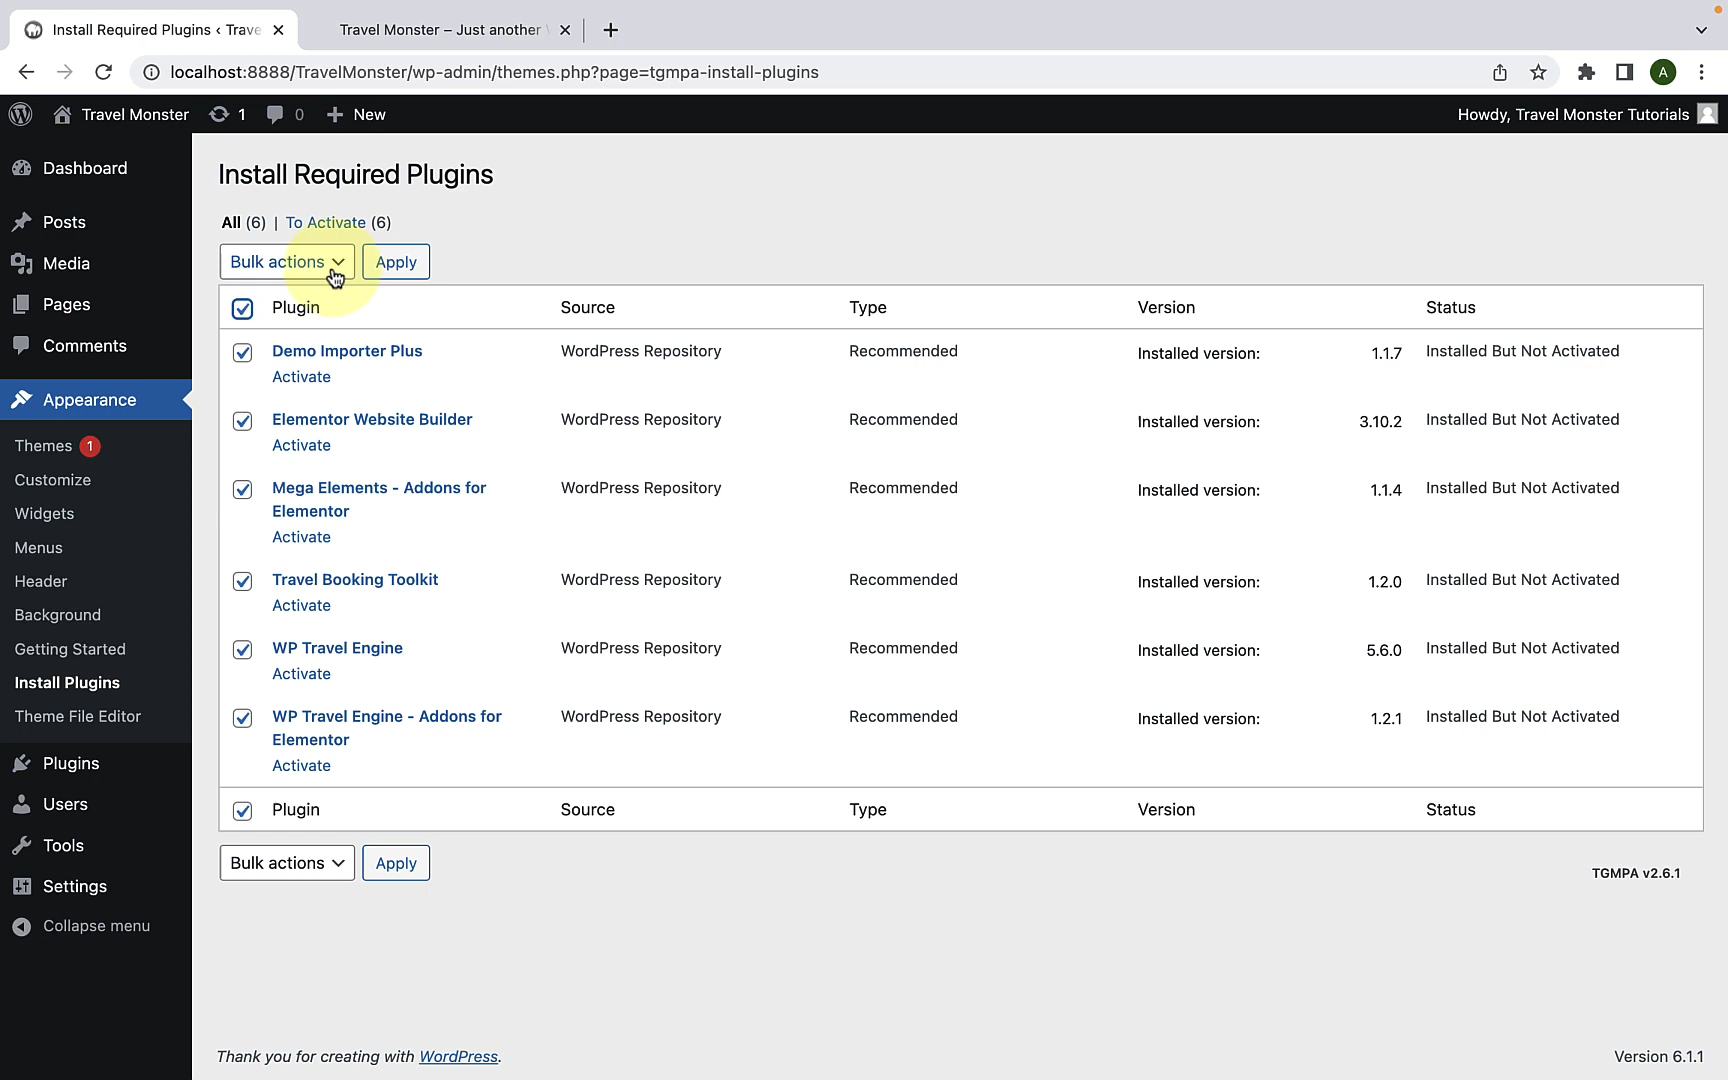 Install Required Plugins ‹ Trave
Travel Monster – Just another
localhost:8888/TravelMonster/wp-admin/themes.php?page=tgmpa-install-plugins
A
Travel Monster 1 0 New
Howdy, Travel Monster Tutorials
Dashboard
Posts
Media
Pages
Comments
Appearance
Themes 1
Customize
Widgets
Menus
Header
Background
Getting Started
Install Plugins
Theme File Editor
Plugins
Users
Tools
Settings
Collapse menu
Install Required Plugins
All (6) | To Activate (6)
Bulk actions Apply
Plugin Source Type Version Status
Demo Importer Plus WordPress Repository Recommended Installed version: 1.1.7 Installed But Not Activated
Activate
Elementor Website Builder WordPress Repository Recommended Installed version: 3.10.2 Installed But Not Activated
Activate
Mega Elements - Addons for WordPress Repository Recommended Installed version: 1.1.4 Installed But Not Activated
Elementor
Activate
Travel Booking Toolkit WordPress Repository Recommended Installed version: 1.2.0 Installed But Not Activated
Activate
WP Travel Engine WordPress Repository Recommended Installed version: 5.6.0 Installed But Not Activated
Activate
WP Travel Engine - Addons for WordPress Repository Recommended Installed version: 1.2.1 Installed But Not Activated
Elementor
Activate
Plugin Source Type Version Status
Bulk actions Apply
TGMPA v2.6.1
Thank you for creating with WordPress.
Version 6.1.1